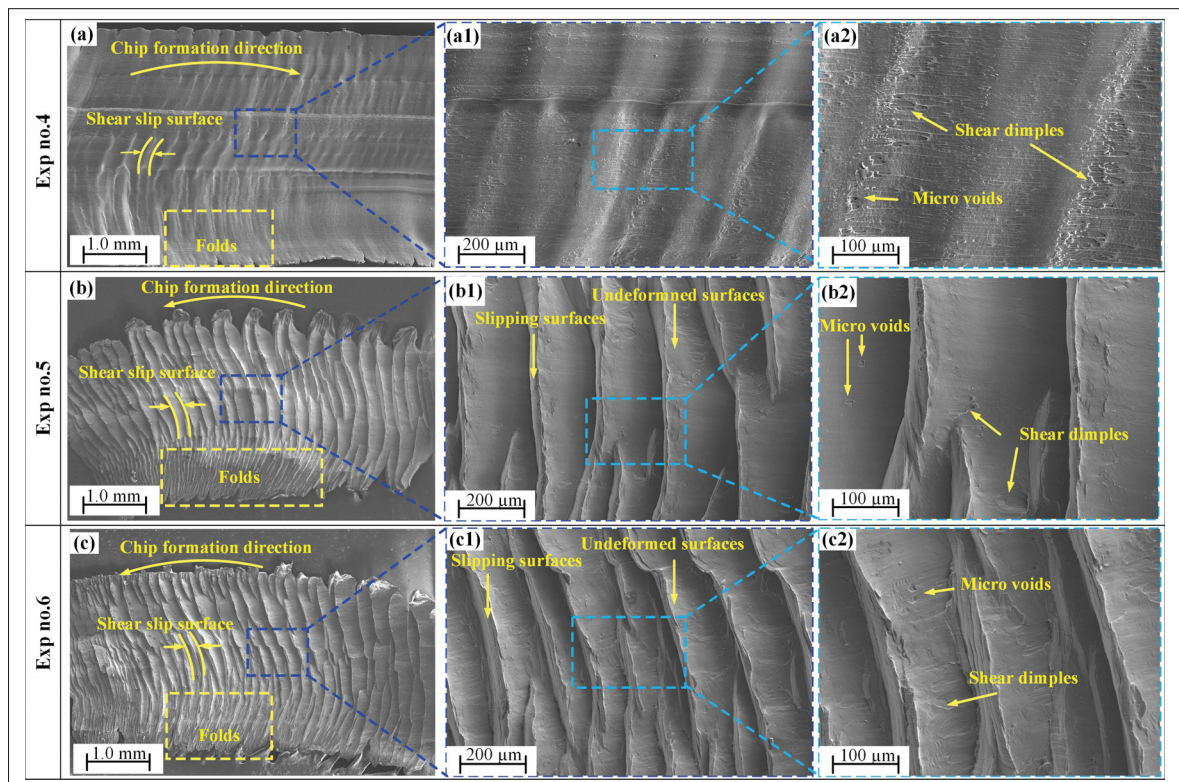 Exp no.4
(a)
Chip formation direction
Shear slip surface
Folds
1.0 mm
(a1)
200 µm
(a2)
Shear dimples
Micro voids
100 µm
Exp no.5
(b)
Chip formation direction
Shear slip surface
Folds
1.0 mm
(b1)
Undeformned surfaces
Slipping surfaces
200 µm
(b2)
Micro voids
Shear dimples
100 µm
Exp no.6
(c)
Chip formation direction
Shear slip surface
Folds
1.0 mm
(c1)
Undeformed surfaces
Slipping surfaces
200 µm
(c2)
Micro voids
Shear dimples
100 µm